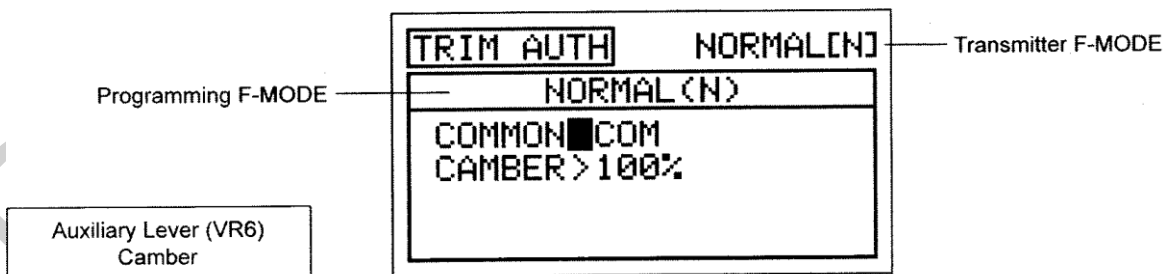 TRIM AUTH NORMAL[N]
Transmitter F-MODE
Programming F-MODE
NORMAL(N)
COMMON■COM
CAMBER>100%
Auxiliary Lever (VR6)
Camber